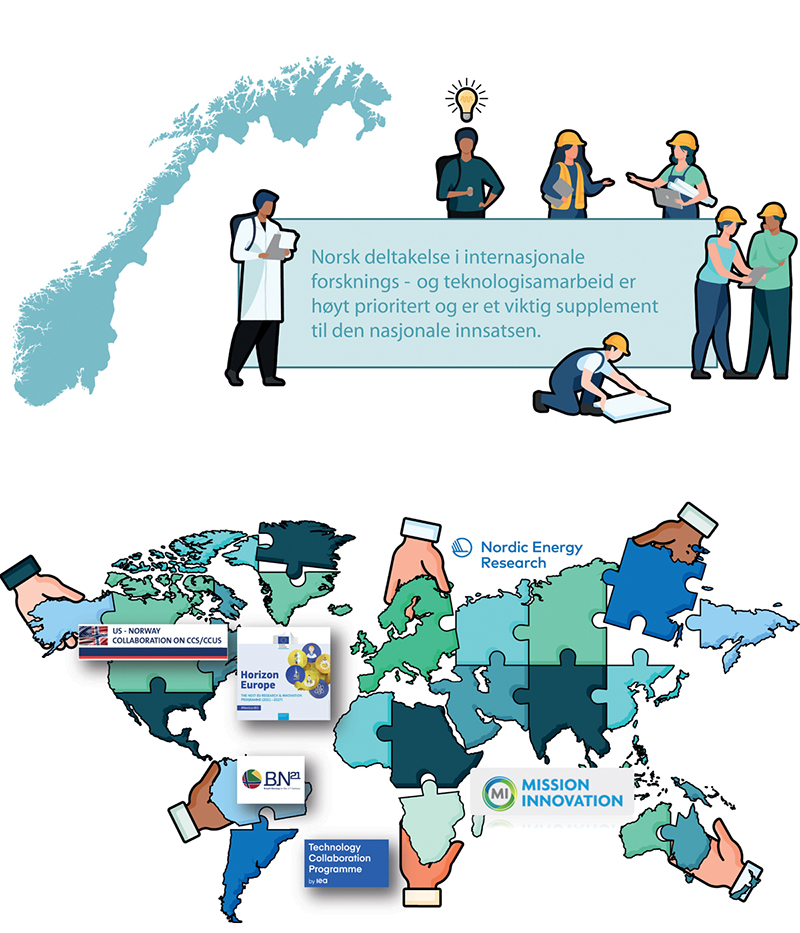 Norsk deltakelse i internasjonale
forsknings - og teknologisamarbeid er
høyt prioritert og er et viktig supplement
til den nasjonale innsatsen.
Nordic Energy
Research
US - NORWAY
COLLABORATION ON CCS/CCUS
Horizon
Europe
THE NEXT EU RESEARCH & INNOVATION
PROGRAMME (2021 – 2027)
BN21
MI
MISSION
INNOVATION
Technology
Collaboration
Programme
by iea